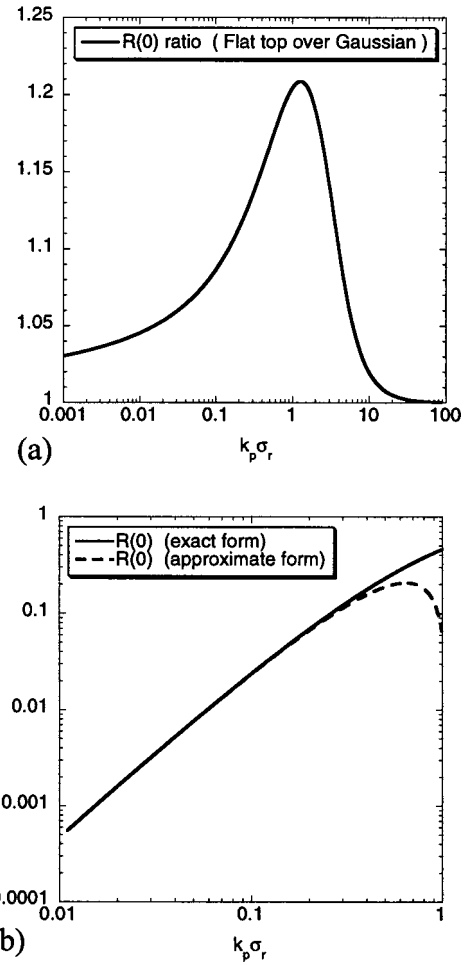 1.25
R(0) ratio ( Flat top over Gaussian )
1.2
1.15
1.1
1.05
1
0.001 0.01 0.1 1 10 100
(a)
kpσr
1
R(0) (exact form)
R(0) (approximate form)
0.1
0.01
0.001
0.0001
0.01 0.1 1
b)
kpσr